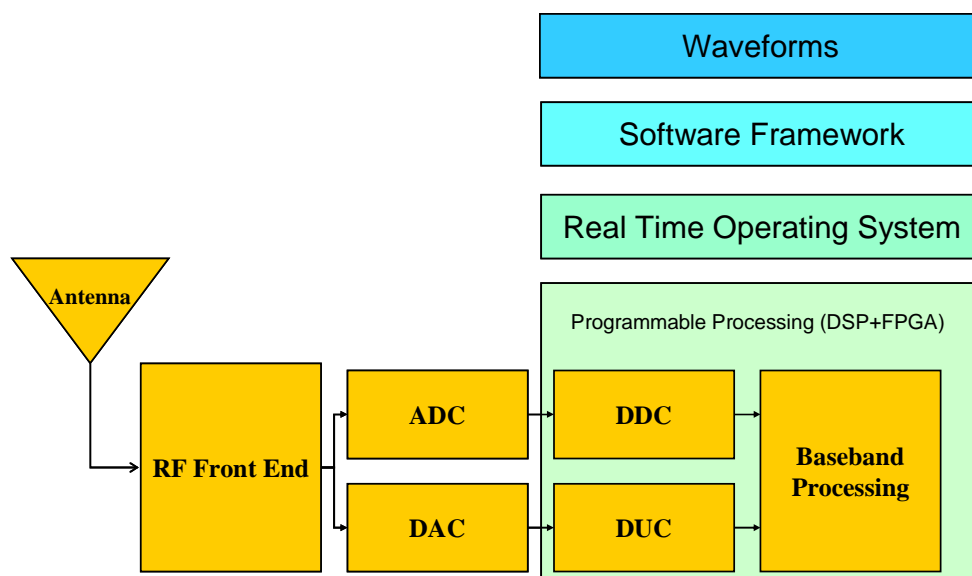 Waveforms
Software Framework
Real Time Operating System
Programmable Processing (DSP+FPGA)
Antenna
RF Front End
ADC
DDC
DAC
DUC
Baseband
Processing